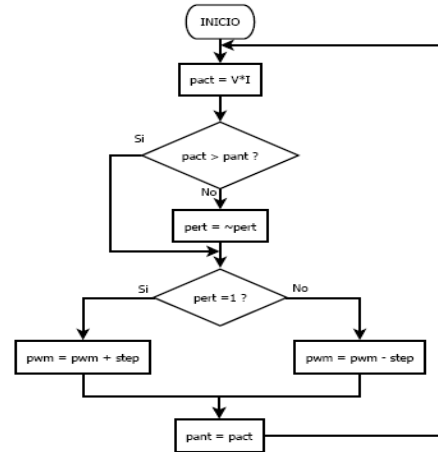 INICIO
pact = V*I
Si
pact > pant ?
No
pert = ~pert
Si
pert =1 ?
No
pwm = pwm + step
pwm = pwm - step
pant = pact